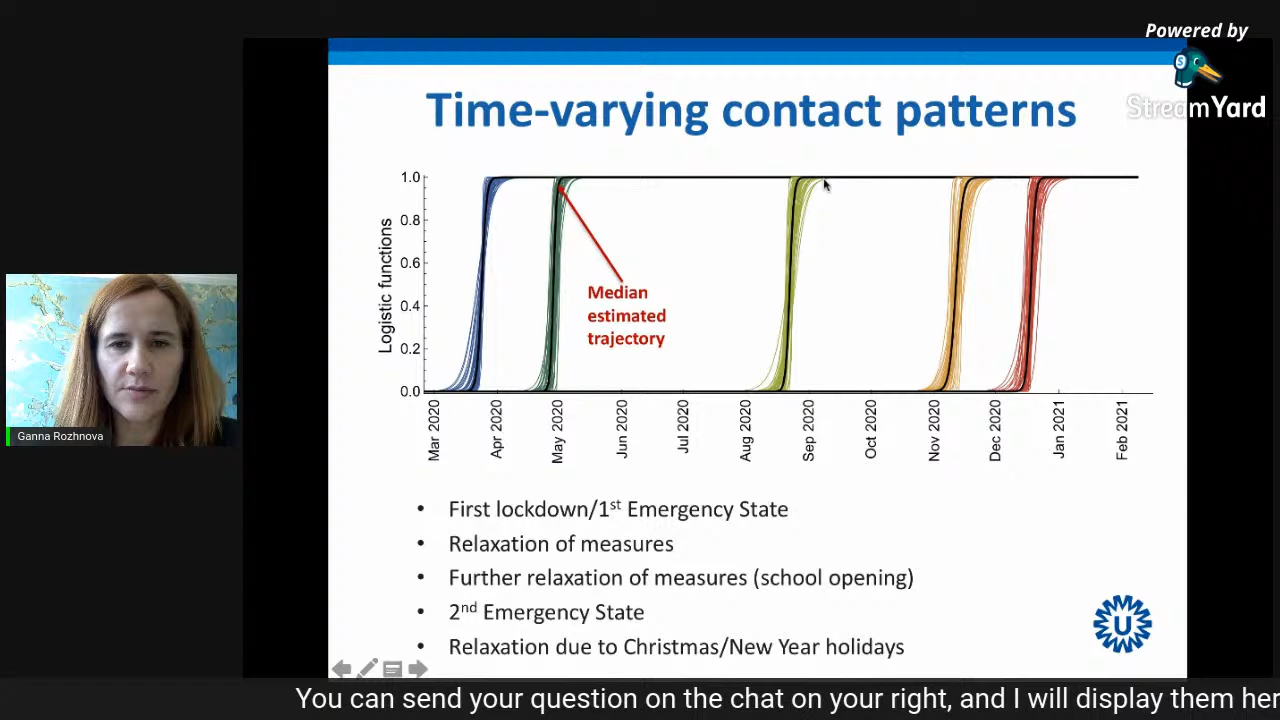 Powered by
StreamYard
Time-varying contact patterns
Logistic functions
1.0
0.8
0.6
0.4
0.2
0.0
Median
estimated
trajectory
Mar 2020
Apr 2020
May 2020
Jun 2020
Jul 2020
Aug 2020
Sep 2020
Oct 2020
Nov 2020
Dec 2020
Jan 2021
Feb 2021
• First lockdown/1st Emergency State
• Relaxation of measures
• Further relaxation of measures (school opening)
• 2nd Emergency State
• Relaxation due to Christmas/New Year holidays
U
Ganna Rozhnova
You can send your question on the chat on your right, and I will display them her